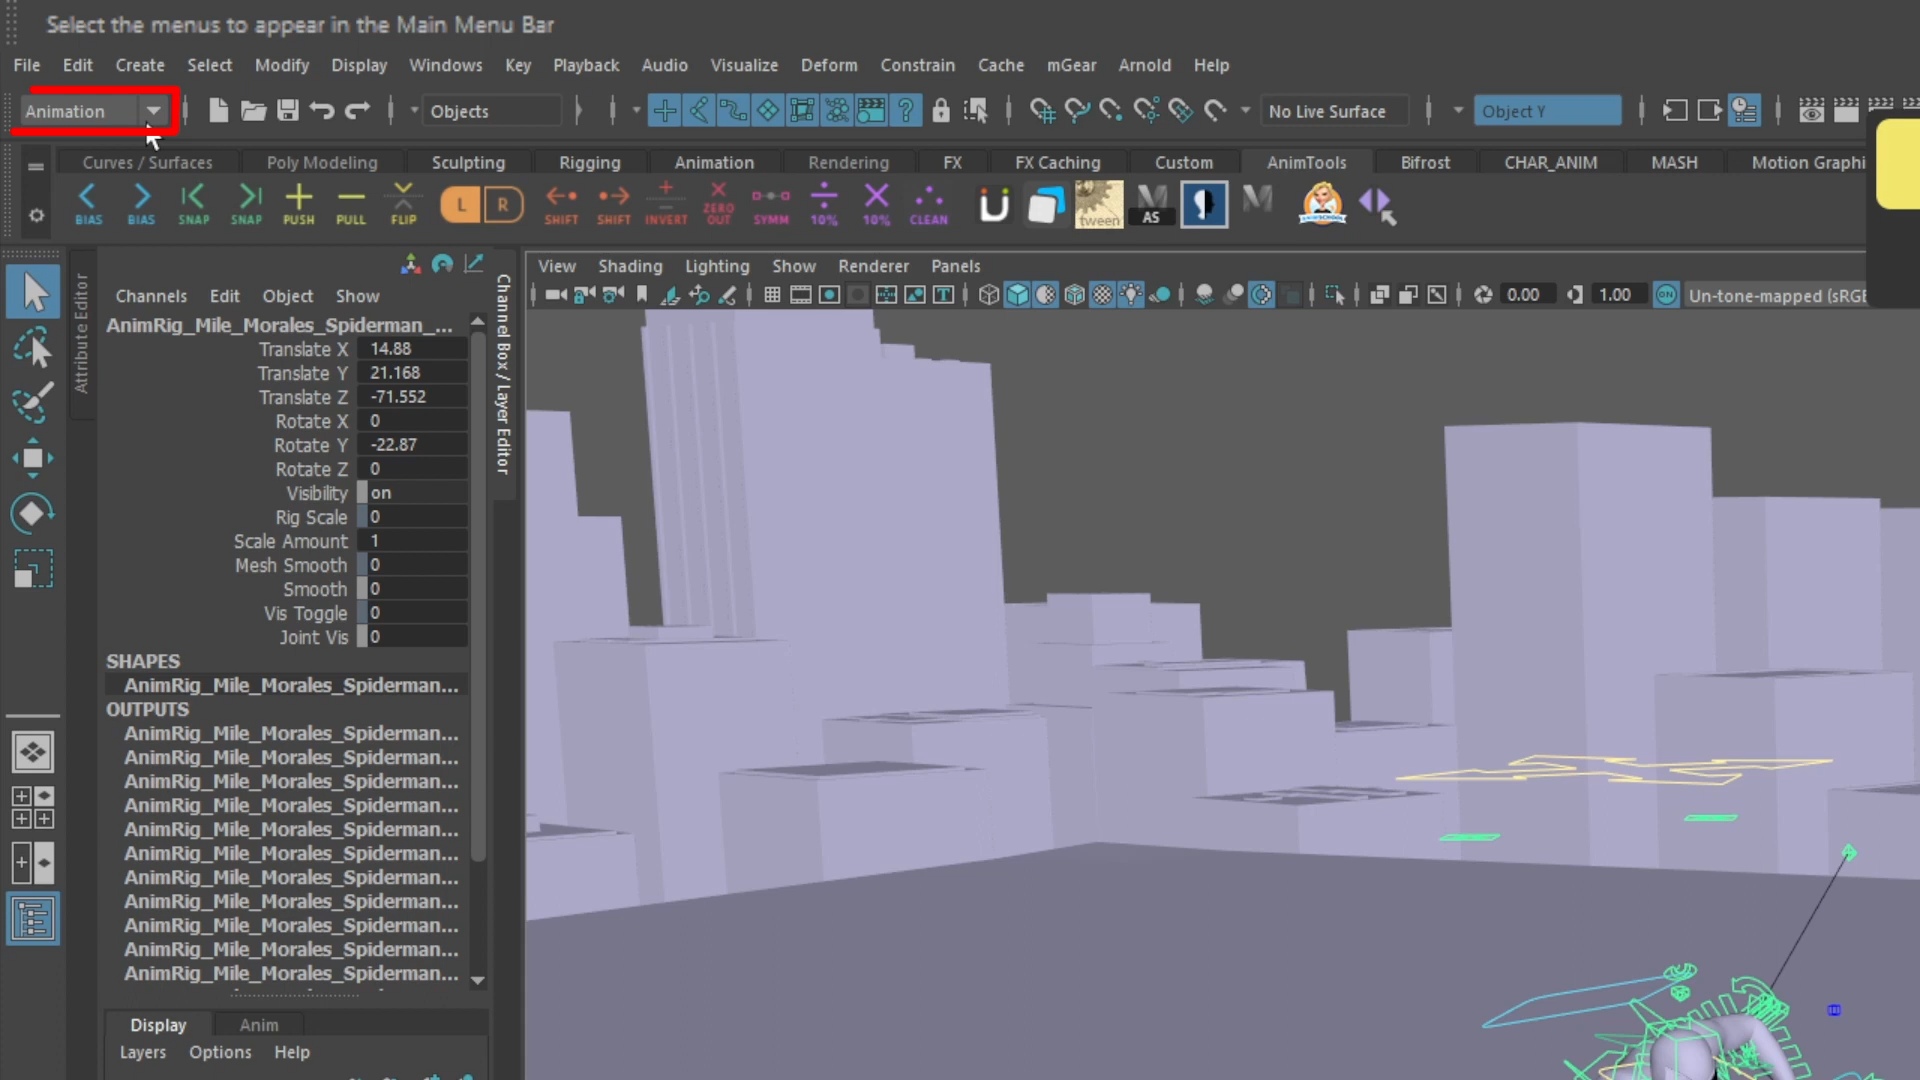 Select the menus to appear in the Main Menu Bar
File Edit Create Select Modify Display Windows Key Playback Audio Visualize Deform Constrain Cache mGear Arnold Help
Animation Objects No Live Surface Object Y
Curves / Surfaces Poly Modeling Sculpting Rigging Animation Rendering FX FX Caching Custom AnimTools Bifrost CHAR_ANIM MASH Motion Graphi
BIAS BIAS SNAP SNAP PUSH PULL FLIP L R SHIFT SHIFT INVERT ZERO OUT SYMM 10% 10% CLEAN tween AS
Attribute Editor
Channel Box / Layer Editor
View Shading Lighting Show Renderer Panels
0.00 1.00 ON Un-tone-mapped (sRGB
Channels Edit Object Show
AnimRig_Mile_Morales_Spiderman_...
Translate X 14.88
Translate Y 21.168
Translate Z -71.552
Rotate X 0
Rotate Y -22.87
Rotate Z 0
Visibility on
Rig Scale 0
Scale Amount 1
Mesh Smooth 0
Smooth 0
Vis Toggle 0
Joint Vis 0
SHAPES
AnimRig_Mile_Morales_Spiderman...
OUTPUTS
AnimRig_Mile_Morales_Spiderman...
AnimRig_Mile_Morales_Spiderman...
AnimRig_Mile_Morales_Spiderman...
AnimRig_Mile_Morales_Spiderman...
AnimRig_Mile_Morales_Spiderman...
AnimRig_Mile_Morales_Spiderman...
AnimRig_Mile_Morales_Spiderman...
AnimRig_Mile_Morales_Spiderman...
AnimRig_Mile_Morales_Spiderman...
AnimRig_Mile_Morales_Spiderman...
AnimRig_Mile_Morales_Spiderman...
Display Anim
Layers Options Help